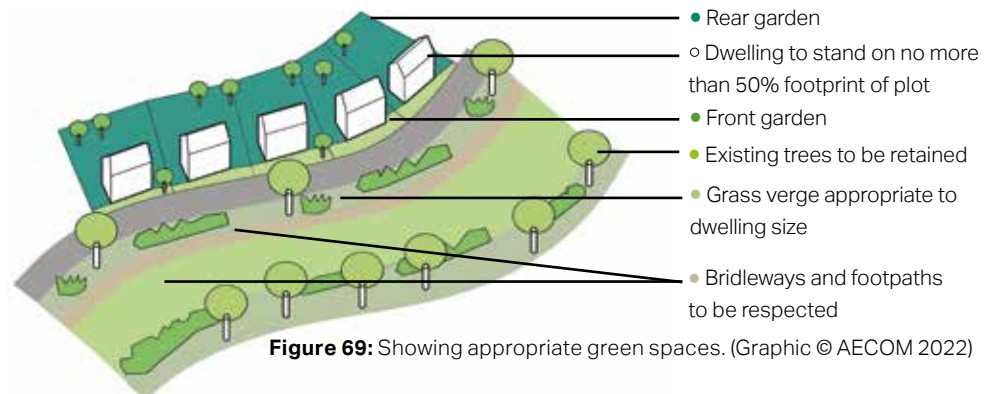 • Rear garden
○ Dwelling to stand on no more
than 50% footprint of plot
• Front garden
• Existing trees to be retained
• Grass verge appropriate to
dwelling size
• Bridleways and footpaths
to be respected
Figure 69: Showing appropriate green spaces. (Graphic © AECOM 2022)